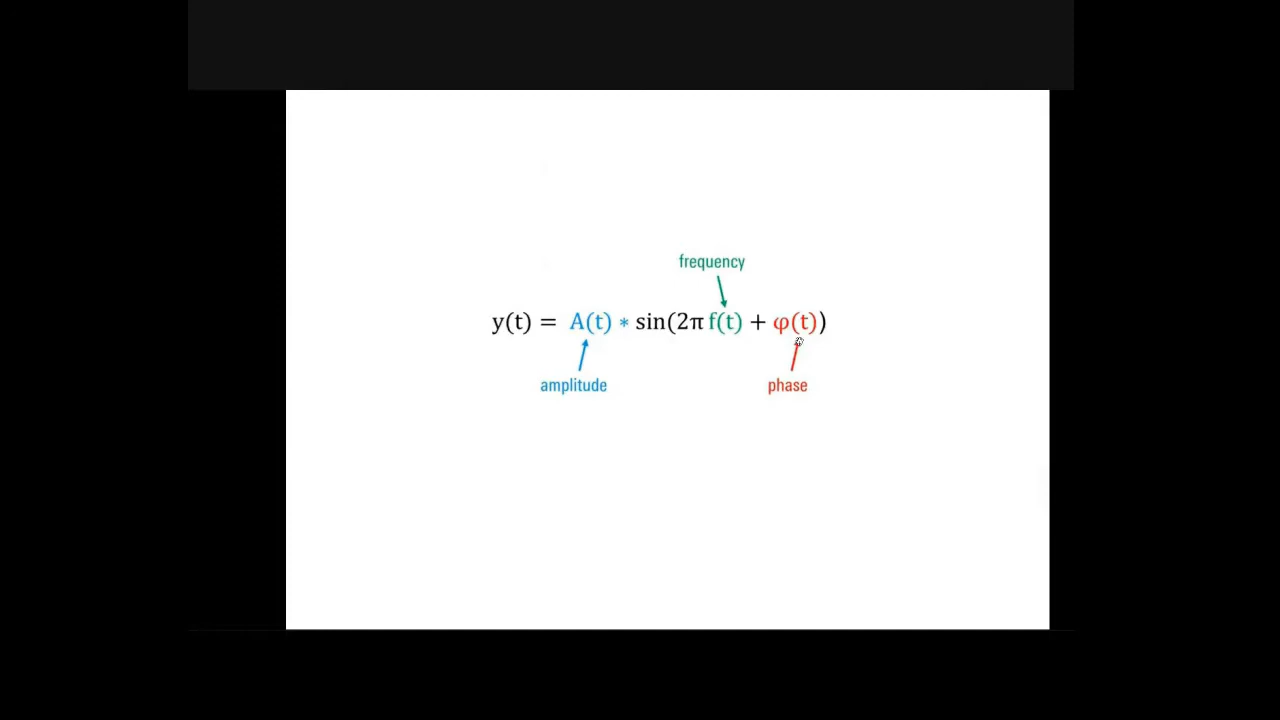 frequency
y(t) = A(t) ∗ sin(2π f(t) + φ(t))
amplitude
phase